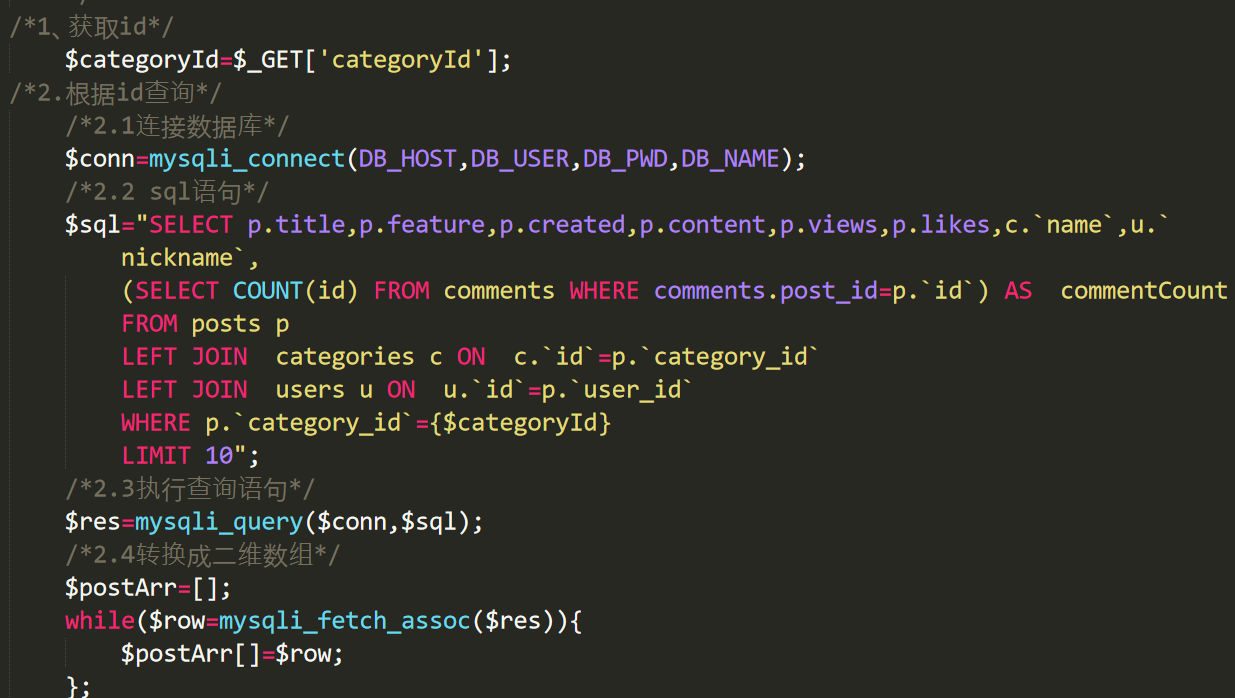 /*1、获取id*/
$categoryId=$_GET['categoryId'];
/*2.根据id查询*/
/*2.1连接数据库*/
$conn=mysqli_connect(DB_HOST,DB_USER,DB_PWD,DB_NAME);
/*2.2 sql语句*/
$sql="SELECT p.title,p.feature,p.created,p.content,p.views,p.likes,c.`name`,u.`
nickname`,
(SELECT COUNT(id) FROM comments WHERE comments.post_id=p.`id`) AS  commentCount
FROM posts p
LEFT JOIN  categories c ON  c.`id`=p.`category_id`
LEFT JOIN  users u ON  u.`id`=p.`user_id`
WHERE p.`category_id`={$categoryId}
LIMIT 10";
/*2.3执行查询语句*/
$res=mysqli_query($conn,$sql);
/*2.4转换成二维数组*/
$postArr=[];
while($row=mysqli_fetch_assoc($res)){
$postArr[]=$row;
};